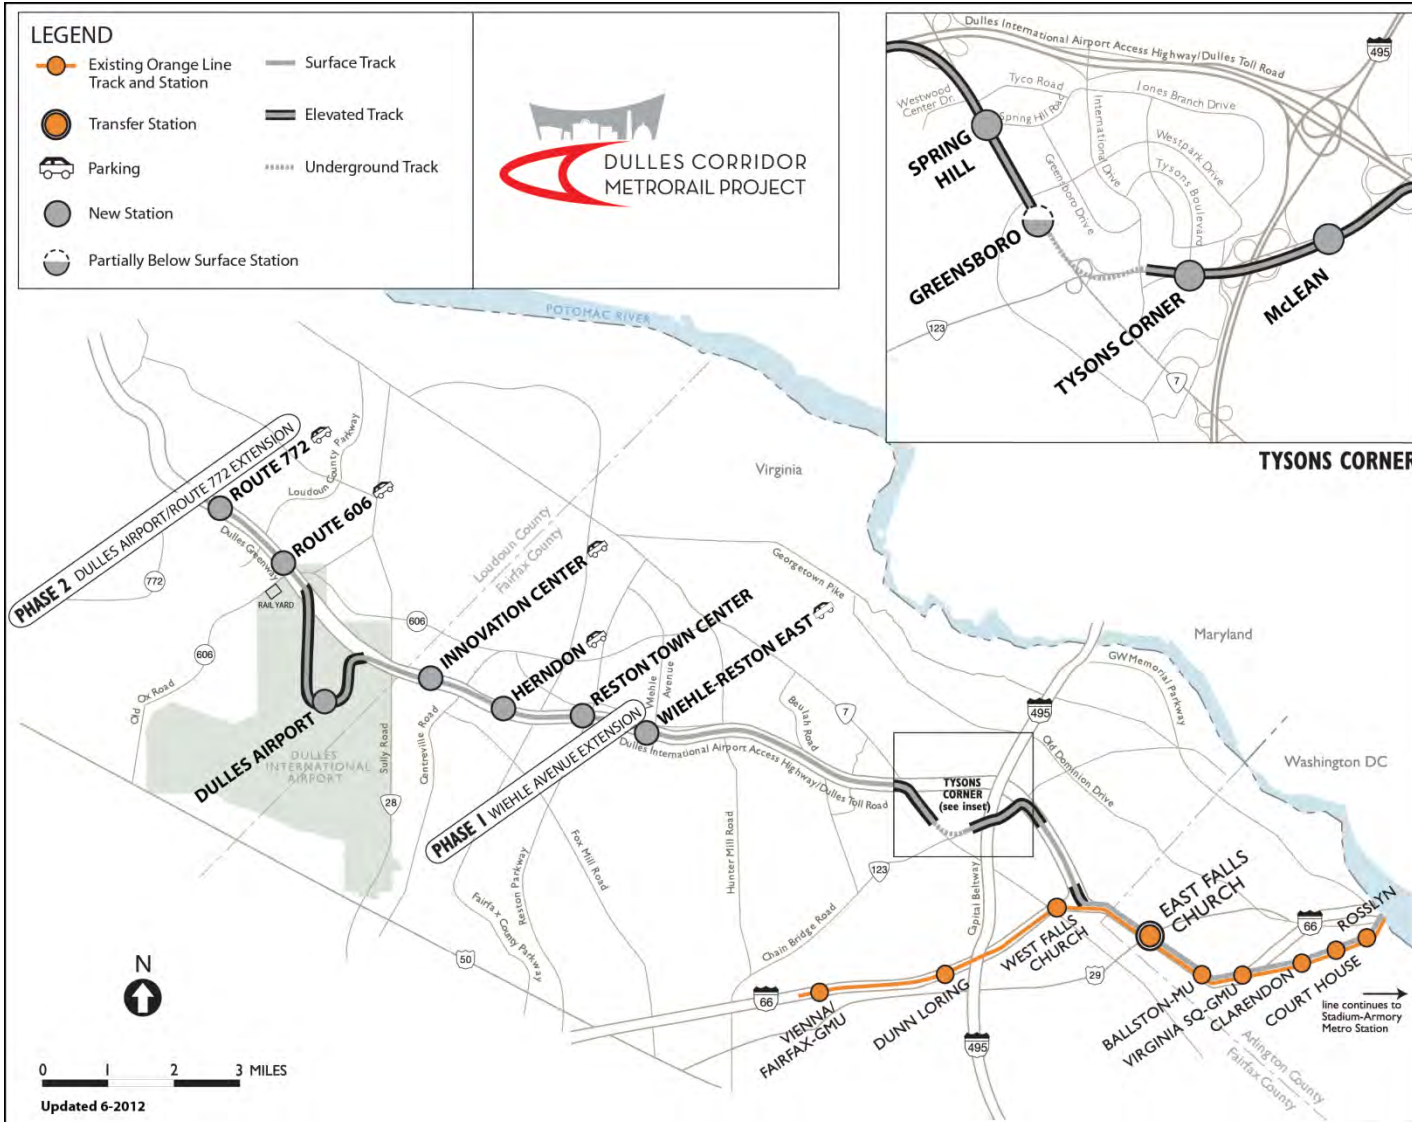 LEGEND
Existing Orange Line
Track and Station
Transfer Station
Parking
New Station
Partially Below Surface Station
Surface Track
Elevated Track
Underground Track
DULLES CORRIDOR
METRORAIL PROJECT
Dulles International Airport Access Highway/Dulles Toll Road
495
Westwood
Center Dr.
Tyco Road
Spring Hill Road
International Drive
Jones Branch Drive
Westpark Drive
Tysons Boulevard
Greensboro Drive
SPRING
HILL
GREENSBORO
TYSONS CORNER
McLEAN
123
7
TYSONS CORNER
POTOMAC RIVER
Virginia
Maryland
Washington DC
PHASE 2 DULLES AIRPORT/ROUTE 772 EXTENSION
ROUTE 772
Loudoun County Parkway
ROUTE 606
Dulles Greenway
772
RAIL YARD
606
606
Old Ox Road
Loudoun County
Fairfax County
INNOVATION CENTER
HERNDON
RESTON TOWN CENTER
Wiehle
Avenue
WIEHLE-RESTON EAST
DULLES AIRPORT
DULLES
INTERNATIONAL
AIRPORT
Sully Road
28
Centreville Road
PHASE 1 WIEHLE AVENUE EXTENSION
Dulles International Airport Access Highway/Dulles Toll Road
Georgetown Pike
7
Beulah Road
TYSONS
CORNER
(see inset)
495
GW Memorial Parkway
Old Dominion Drive
Fox Mill Road
Reston Parkway
Fairfax County Parkway
Hunter Mill Road
123
Chain Bridge Road
Capital Beltway
50
66
VIENNA/
FAIRFAX-GMU
DUNN LORING
495
WEST FALLS
CHURCH
29
EAST FALLS
CHURCH
66
BALLSTON-MU
VIRGINIA SQ-GMU
CLARENDON
COURT HOUSE
ROSSLYN
line continues to
Stadium-Armory
Metro Station
Arlington County
Fairfax County
N
0 1 2 3 MILES
Updated 6-2012